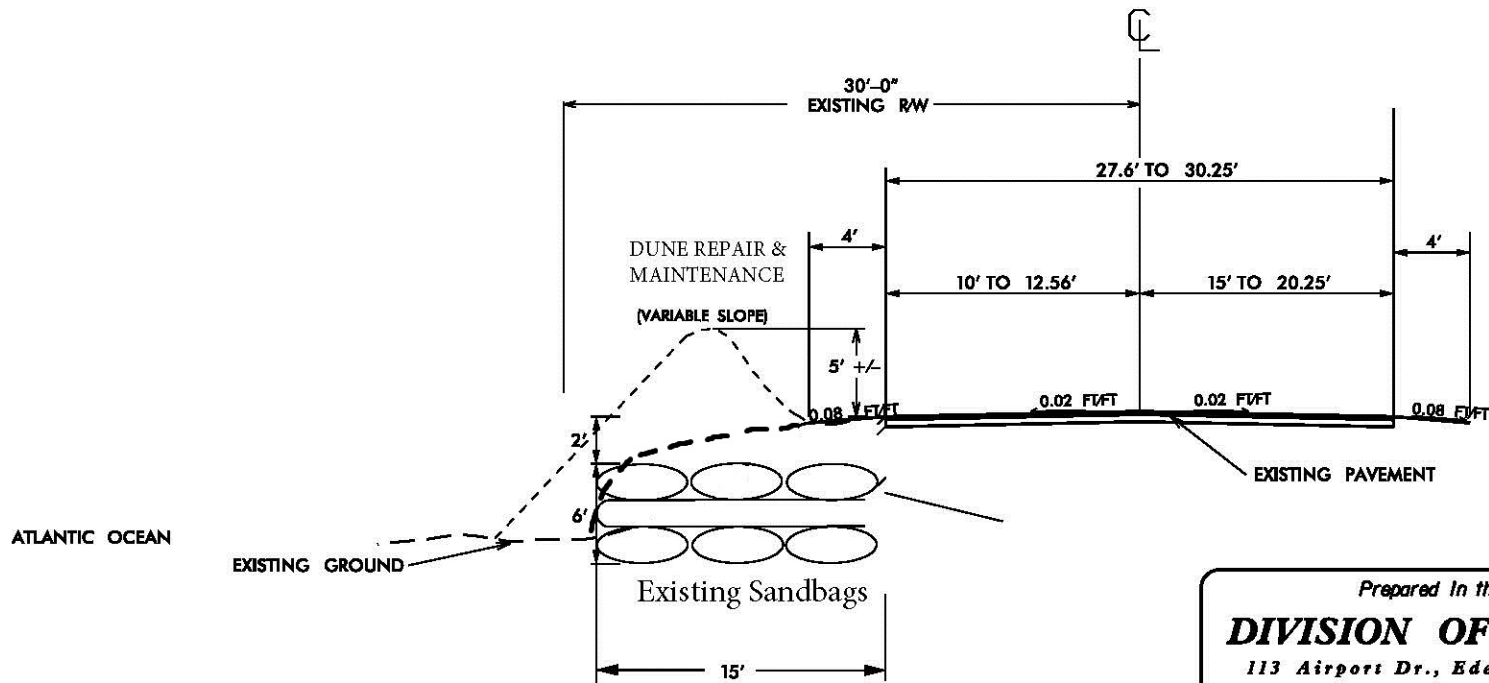 CL
30'-0"
EXISTING R/W
27.6' TO 30.25'
4'
4'
DUNE REPAIR &
MAINTENANCE
10' TO 12.56'
15' TO 20.25'
(VARIABLE SLOPE)
5' +/-
0.08 FT/FT
0.02 FT/FT
0.02 FT/FT
0.08 FT/FT
2'
EXISTING PAVEMENT
6'
ATLANTIC OCEAN
EXISTING GROUND
Existing Sandbags
15'
Prepared in
DIVISION OF
113 Airport Dr.,